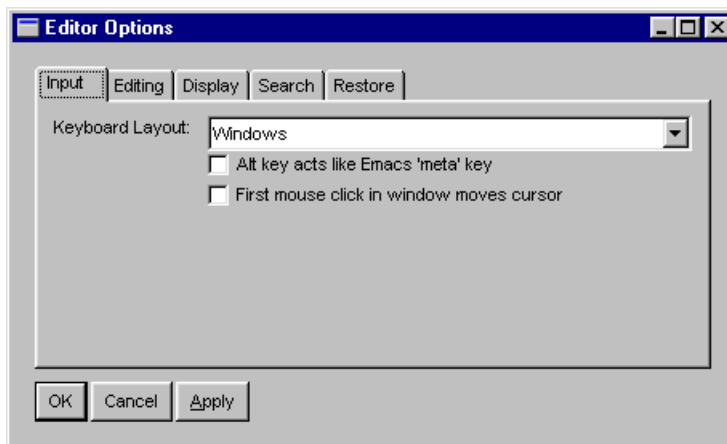 Editor Options
Input Editing Display Search Restore
Keyboard Layout: Windows
Alt key acts like Emacs 'meta' key
First mouse click in window moves cursor
OK Cancel Apply